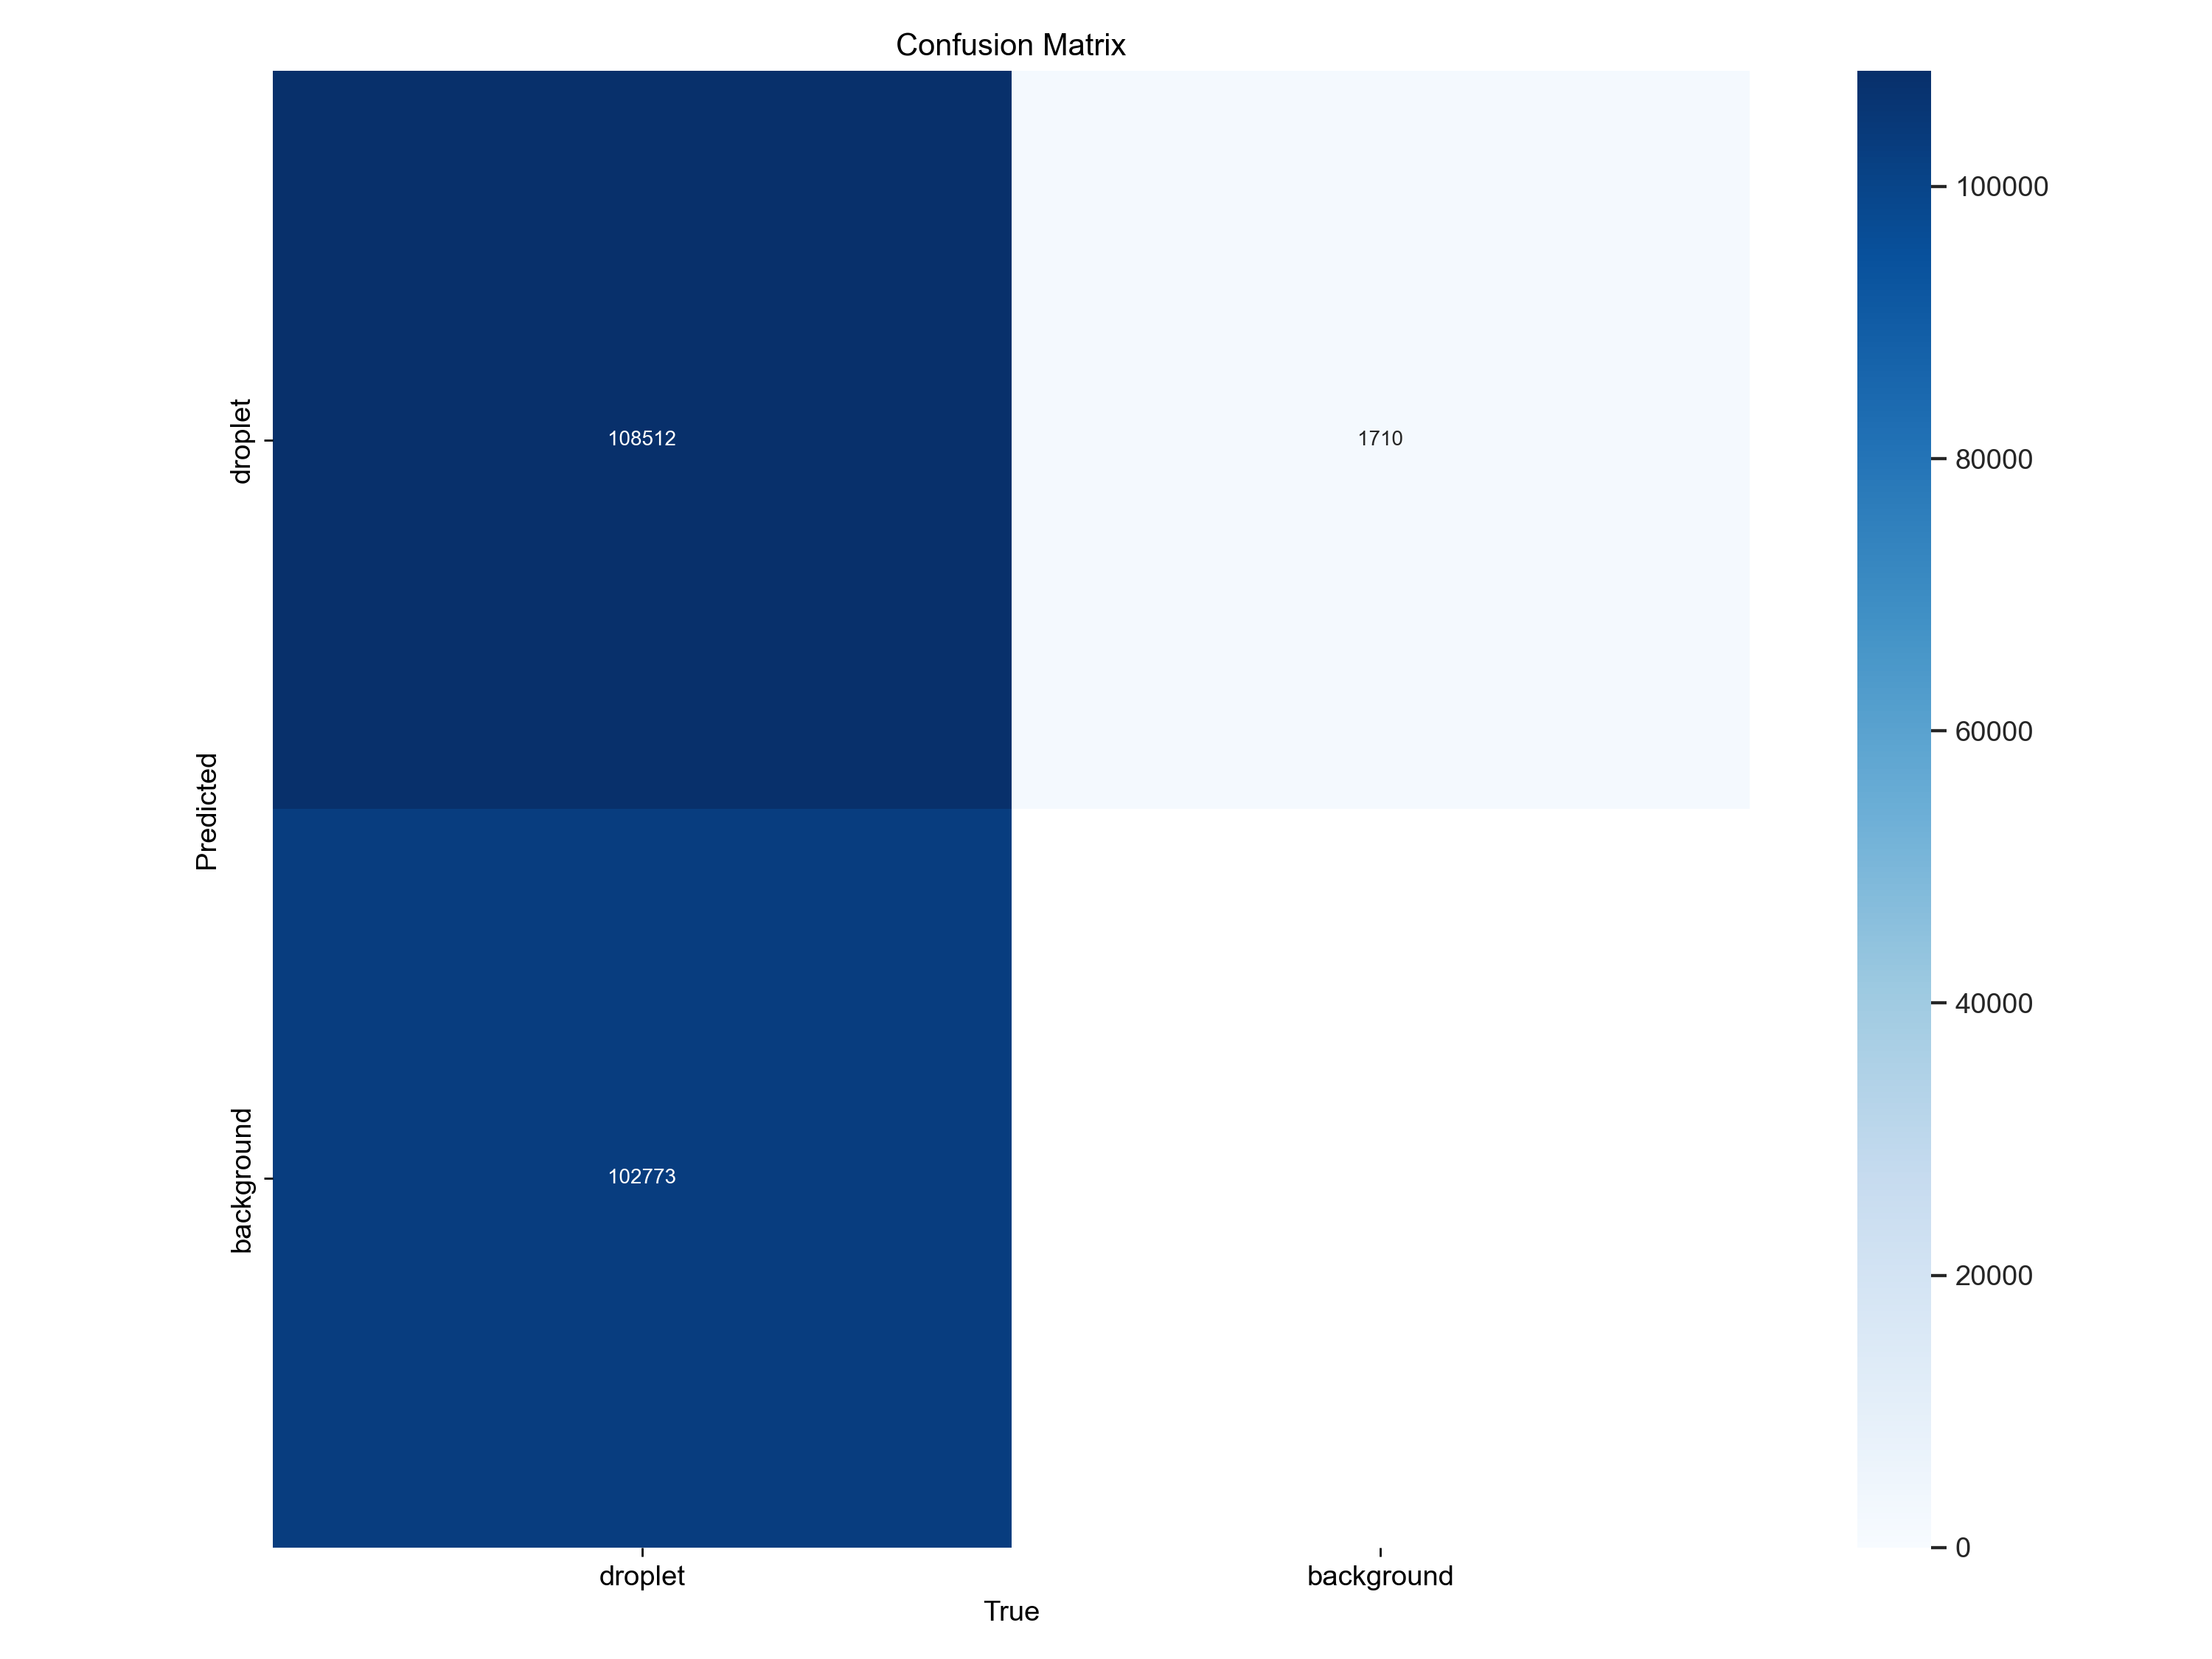 Confusion Matrix
droplet
108512
1710
Predicted
background
102773
droplet
background
True
100000
80000
60000
40000
20000
0